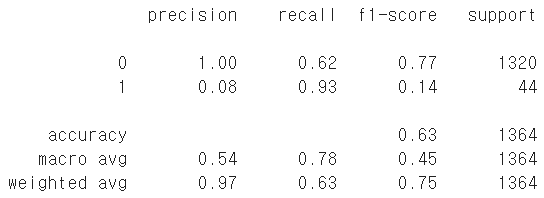 precision recall f1-score support
0 1.00 0.62 0.77 1320
1 0.08 0.93 0.14 44
accuracy 0.63 1364
macro avg 0.54 0.78 0.45 1364
weighted avg 0.97 0.63 0.75 1364